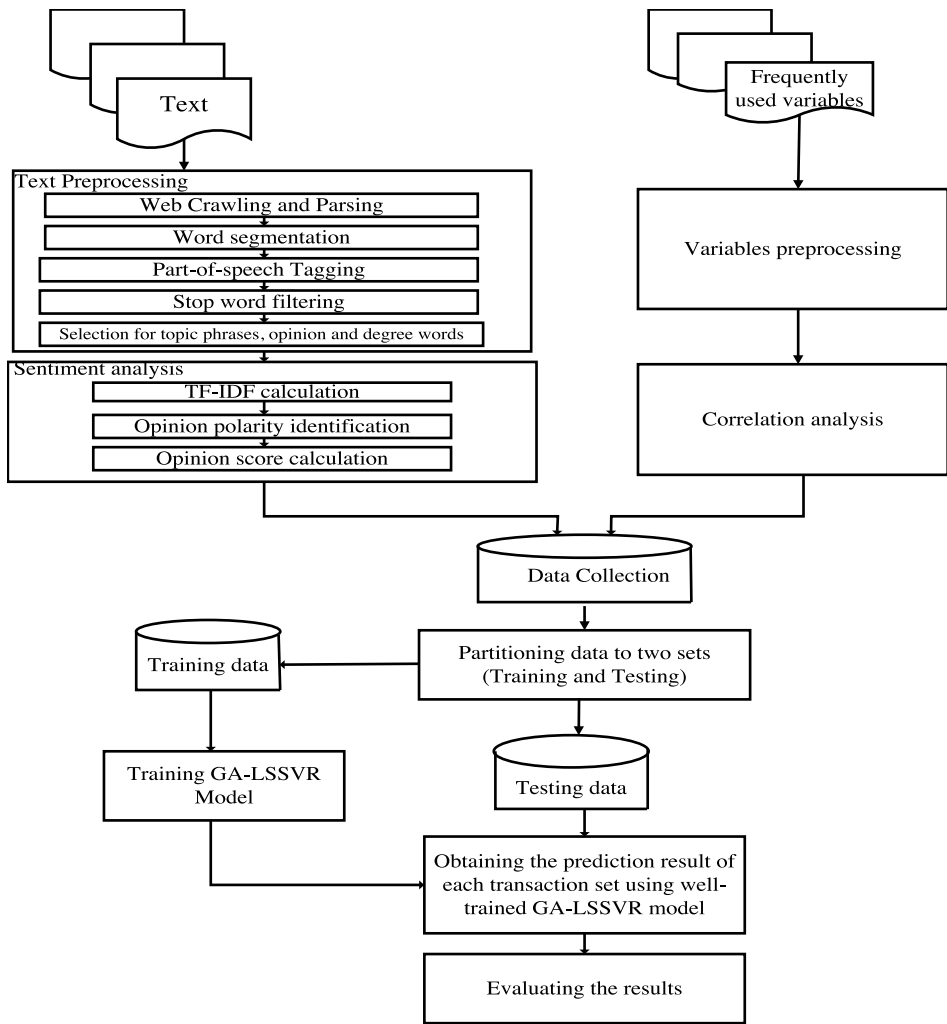 Text
Text Preprocessing
Web Crawling and Parsing
Word segmentation
Part-of-speech Tagging
Stop word filtering
Selection for topic phrases, opinion and degree words
Sentiment analysis
TF-IDF calculation
Opinion polarity identification
Opinion score calculation
Frequently
used variables
Variables preprocessing
Correlation analysis
Data Collection
Partitioning data to two sets
(Training and Testing)
Training data
Training GA-LSSVR
Model
Testing data
Obtaining the prediction result of
each transaction set using well-
trained GA-LSSVR model
Evaluating the results